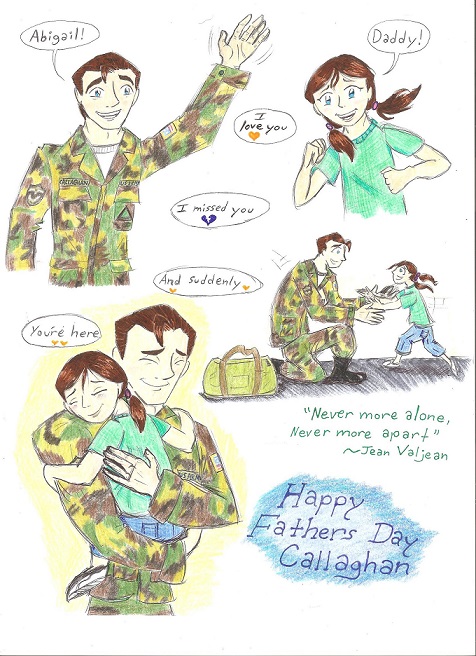 Abigail!
Daddy!
I
love you
I missed you
And suddenly
You're here
CALLAGHAN
"Never more alone,
Never more apart"
~Jean Valjean
Happy
Fathers Day
Callaghan